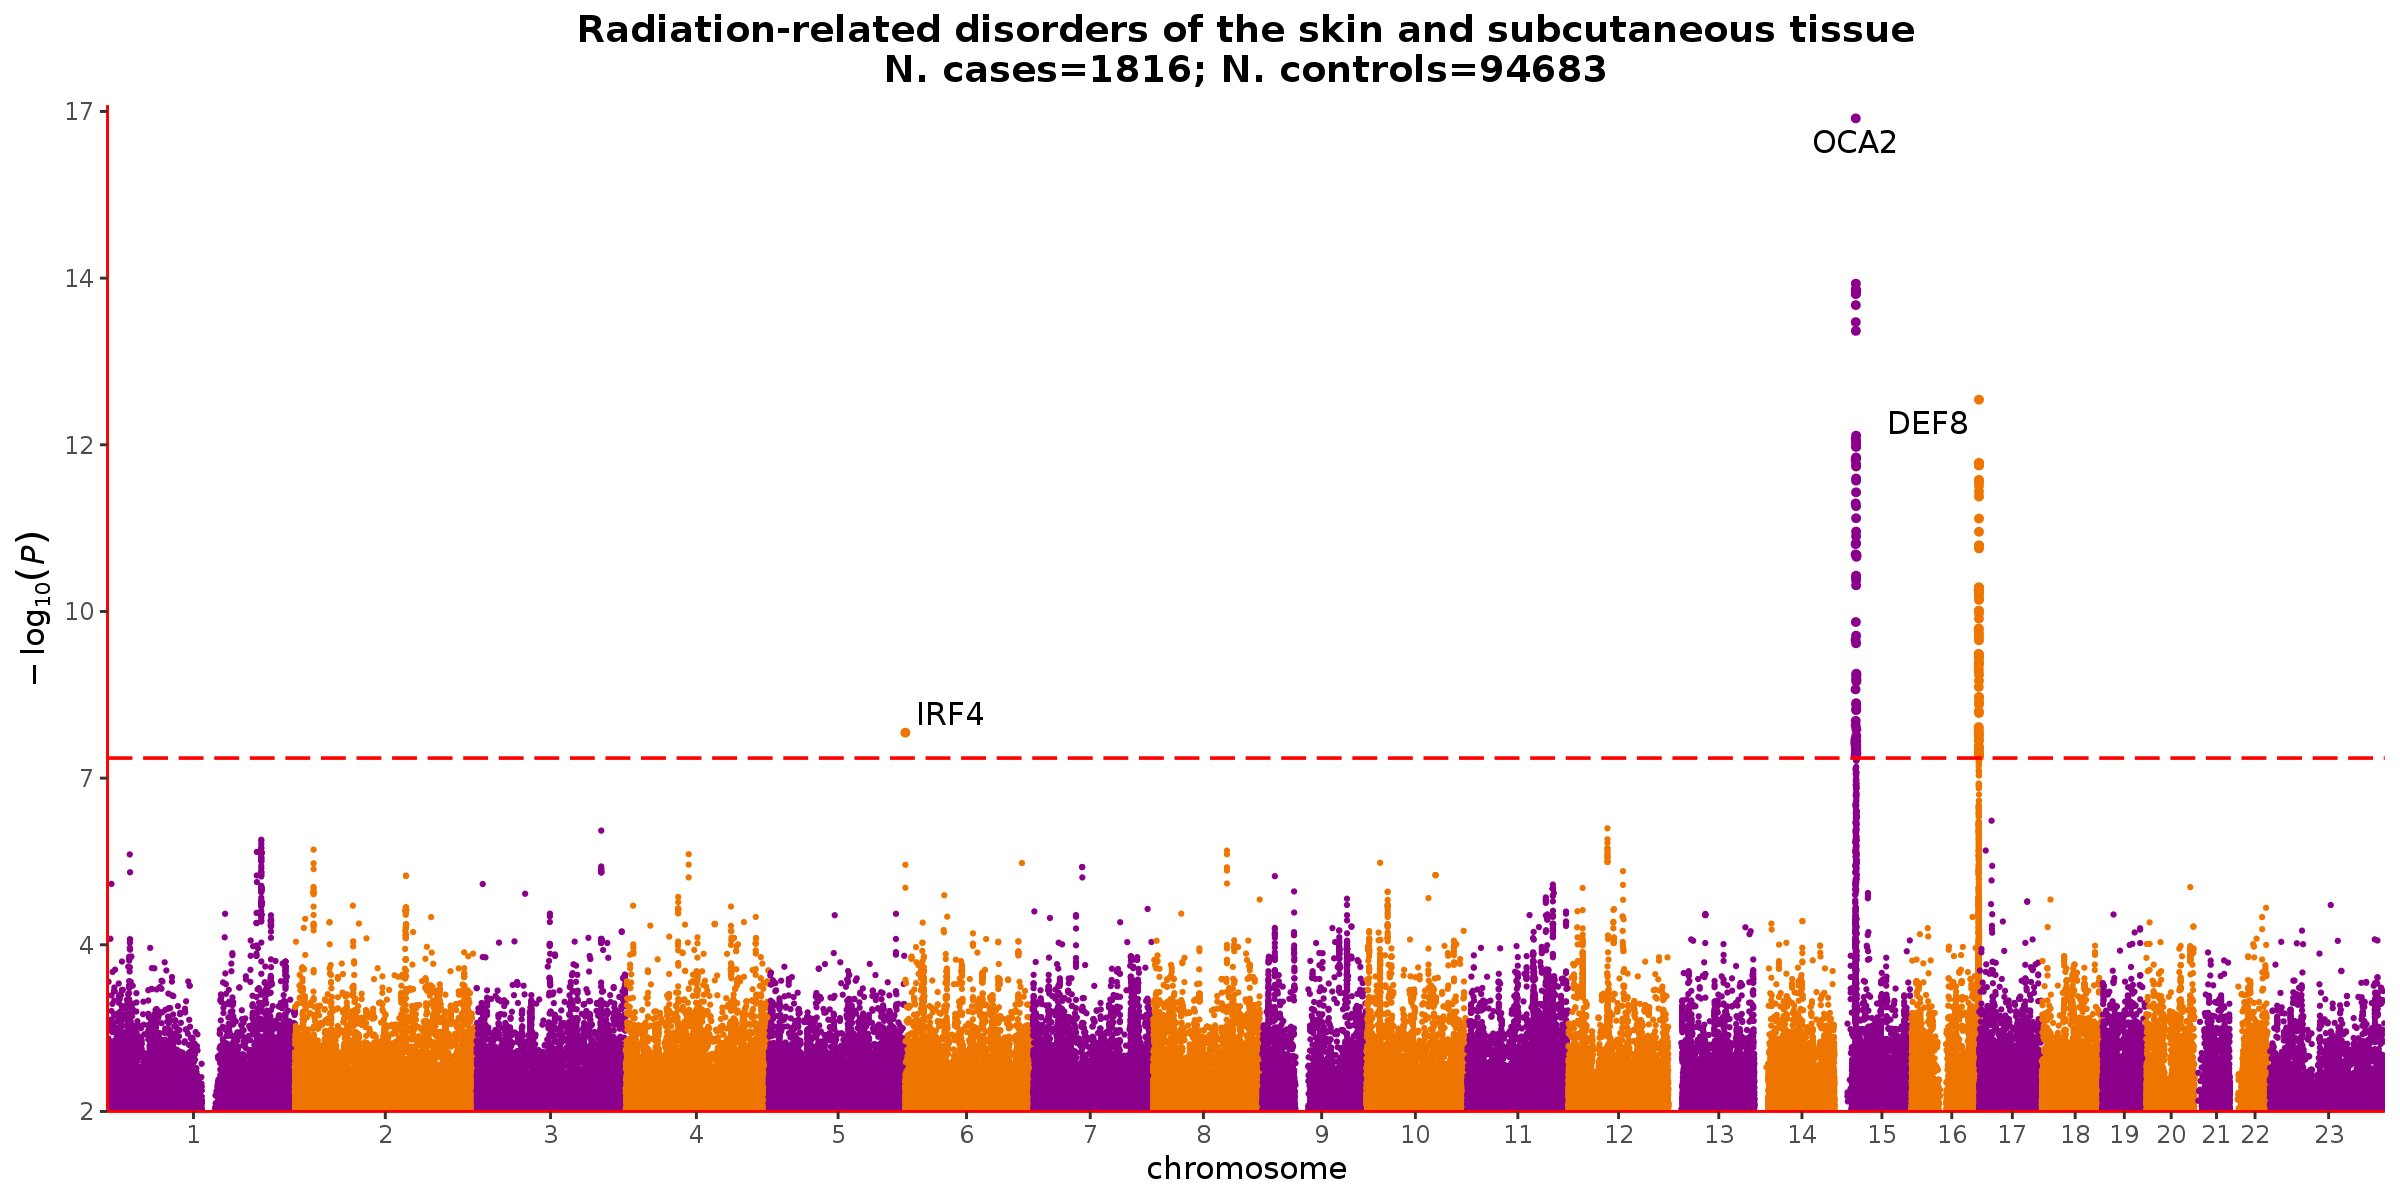 Radiation-related disorders of the skin and subcutaneous tissue
N. cases=1816; N. controls=94683
17
OCA2
14
12
DEF8
10
−log₁₀(P)
IRF4
7
4
2
1 2 3 4 5 6 7 8 9 10 11 12 13 14 15 16 17 18 19 20 21 22 23
chromosome